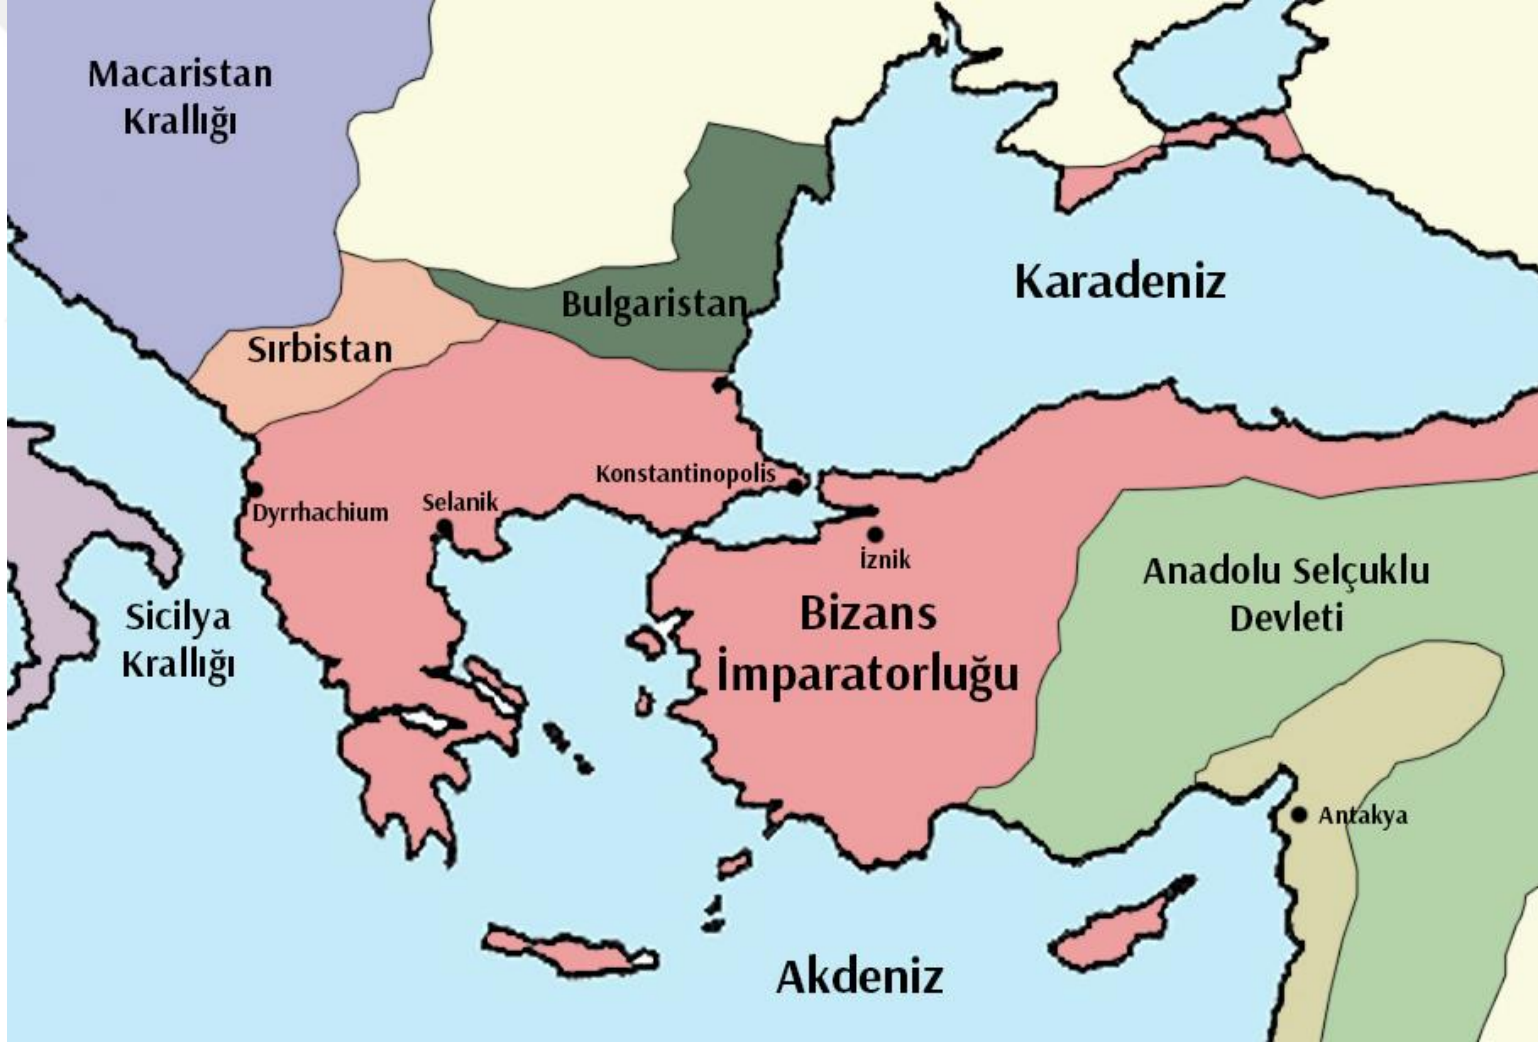 Macaristan
Krallığı
Karadeniz
Bulgaristan
Sırbistan
Konstantinopolis
Selanik
Dyrrhachium
İznik
Anadolu Selçuklu
Devleti
Bizans
İmparatorluğu
Sicilya
Krallığı
Antakya
Akdeniz